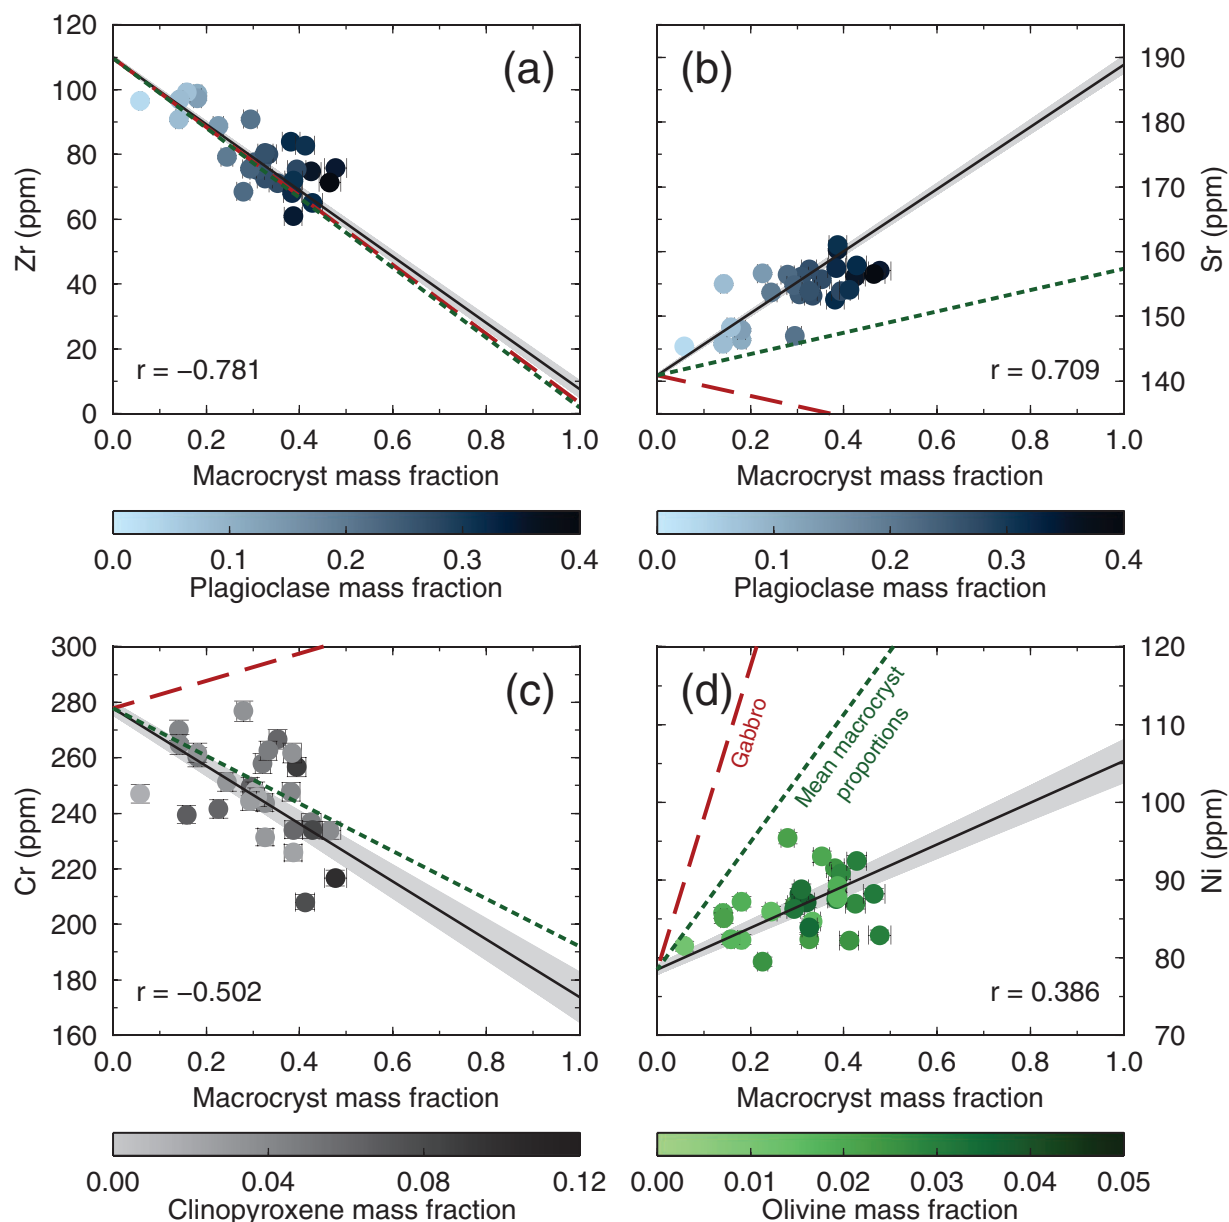 120
100
80
60
40
20
0
Zr (ppm)
(a)
r = −0.781
0.0 0.2 0.4 0.6 0.8 1.0
Macrocryst mass fraction
0.0 0.1 0.2 0.3 0.4
Plagioclase mass fraction
(b)
190
180
170
160
150
140
Sr (ppm)
r = 0.709
0.0 0.2 0.4 0.6 0.8 1.0
Macrocryst mass fraction
0.0 0.1 0.2 0.3 0.4
Plagioclase mass fraction
300
280
260
240
220
200
180
160
Cr (ppm)
(c)
r = −0.502
0.0 0.2 0.4 0.6 0.8 1.0
Macrocryst mass fraction
0.00 0.04 0.08 0.12
Clinopyroxene mass fraction
(d)
Gabbro
Mean macrocryst
proportions
120
110
100
90
80
70
Ni (ppm)
r = 0.386
0.0 0.2 0.4 0.6 0.8 1.0
Macrocryst mass fraction
0.00 0.01 0.02 0.03 0.04 0.05
Olivine mass fraction